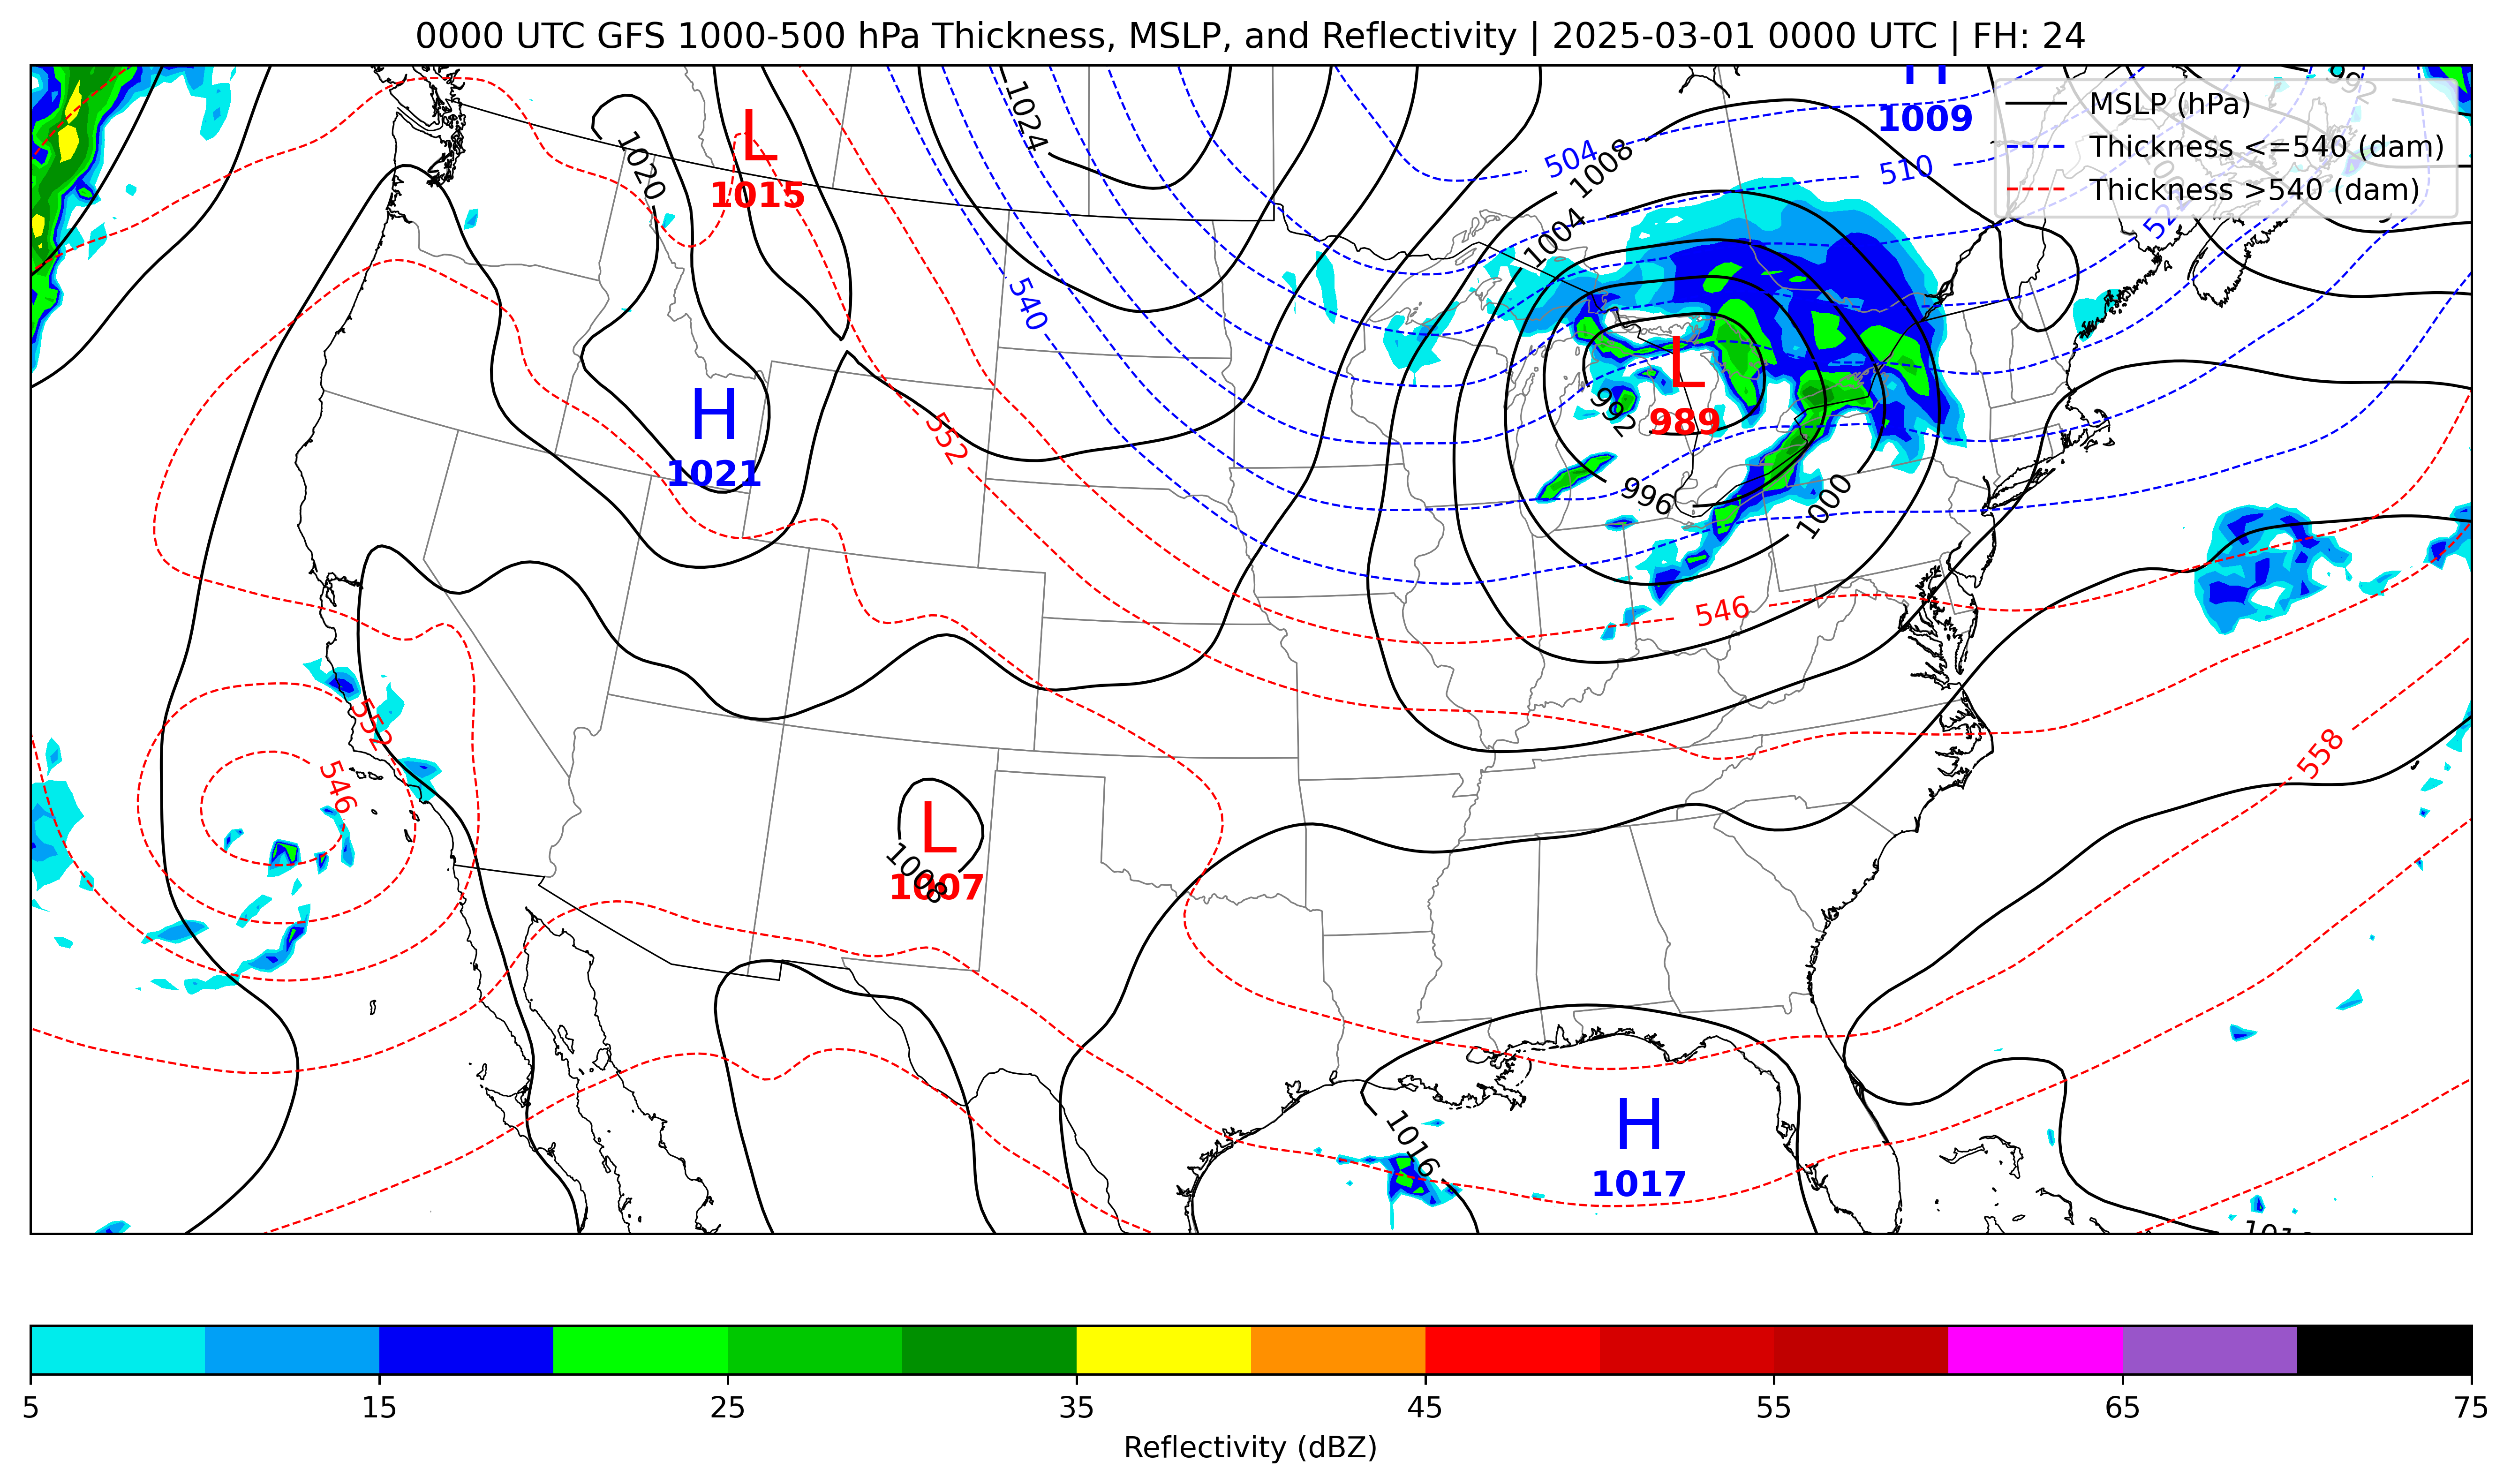 0000 UTC GFS 1000-500 hPa Thickness, MSLP, and Reflectivity | 2025-03-01 0000 UTC | FH: 24
H
1009
992
MSLP (hPa)
Thickness <=540 (dam)
Thickness >540 (dam)
1024
L
1015
1020
504
1008
510
1004
522
540
L
989
992
H
1021
552
996
1000
546
552
546
558
L
1007
1008
H
1017
1016
5 15 25 35 45 55 65 75
Reflectivity (dBZ)